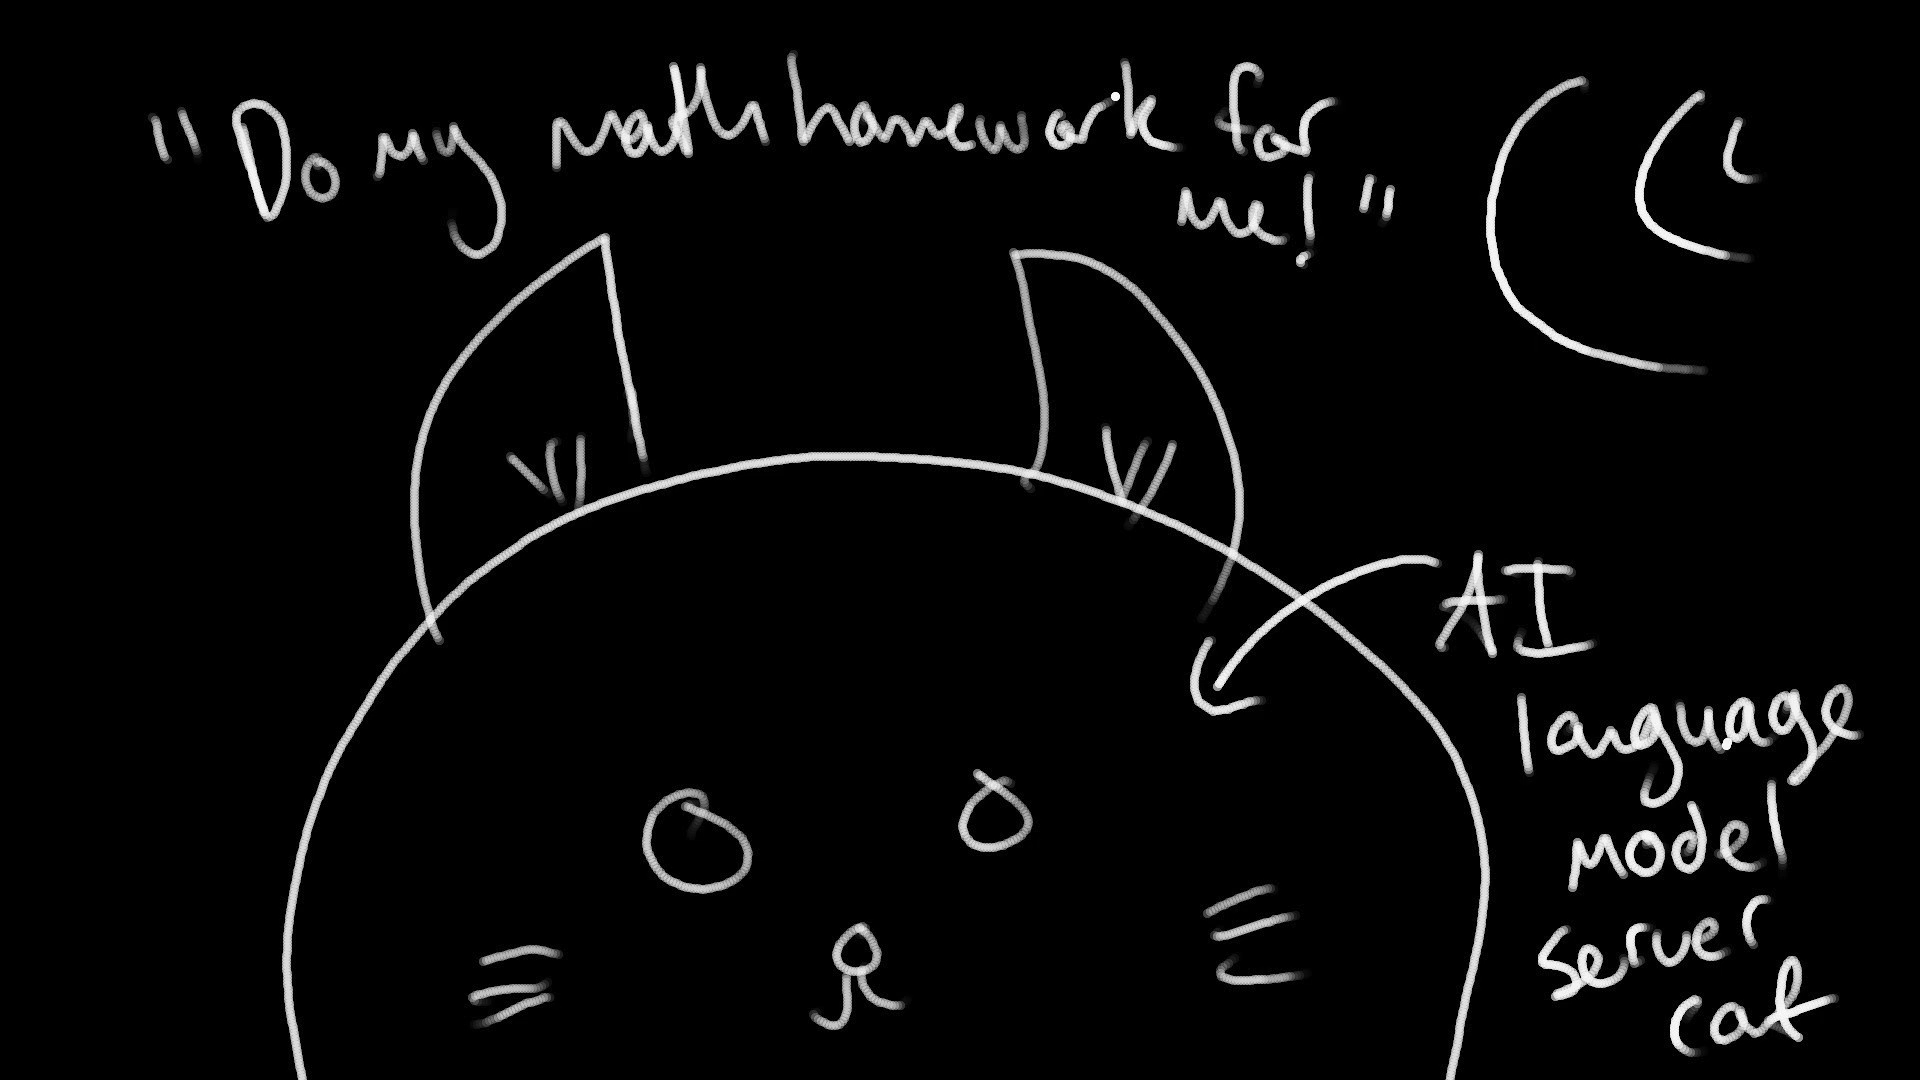 "Do my math homework for
me!"
AI
language
model
server
cat